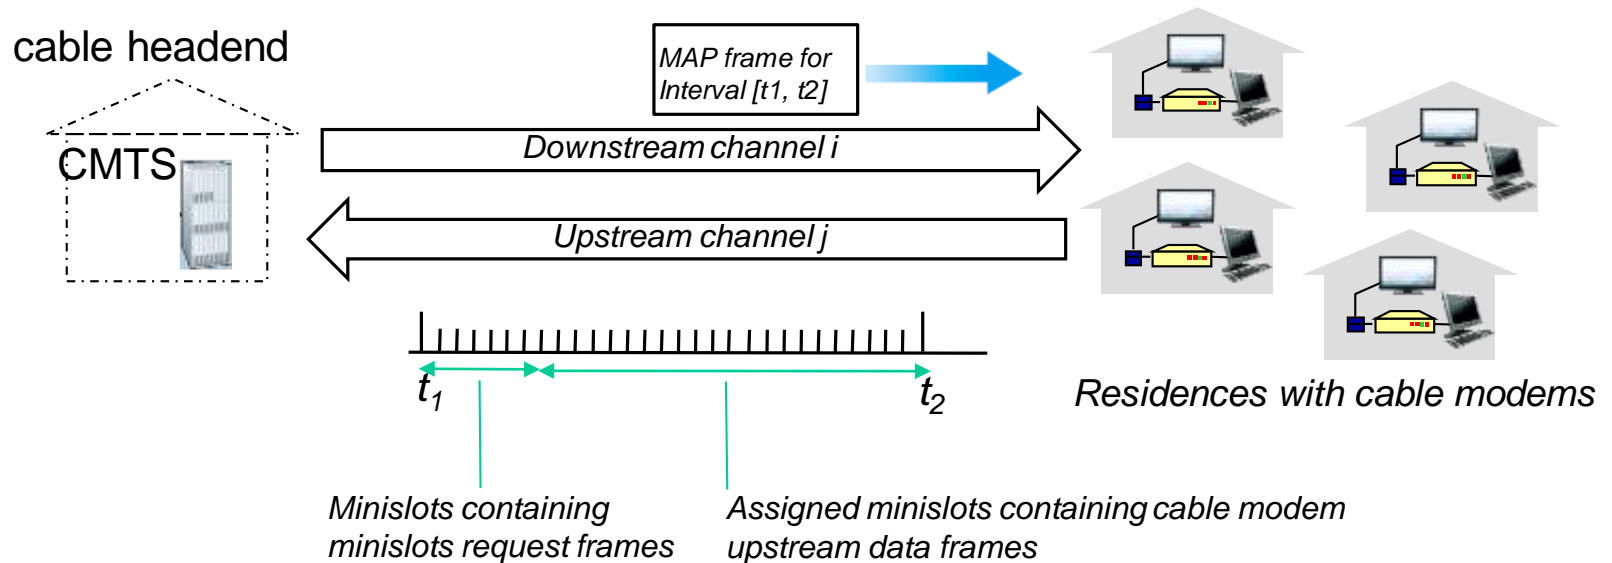 cable headend
MAP frame for
Interval [t1, t2]
CMTS
Downstream channel i
Upstream channel j
t1
t2
Residences with cable modems
Minislots containing
minislots request frames
Assigned minislots containing cable modem
upstream data frames